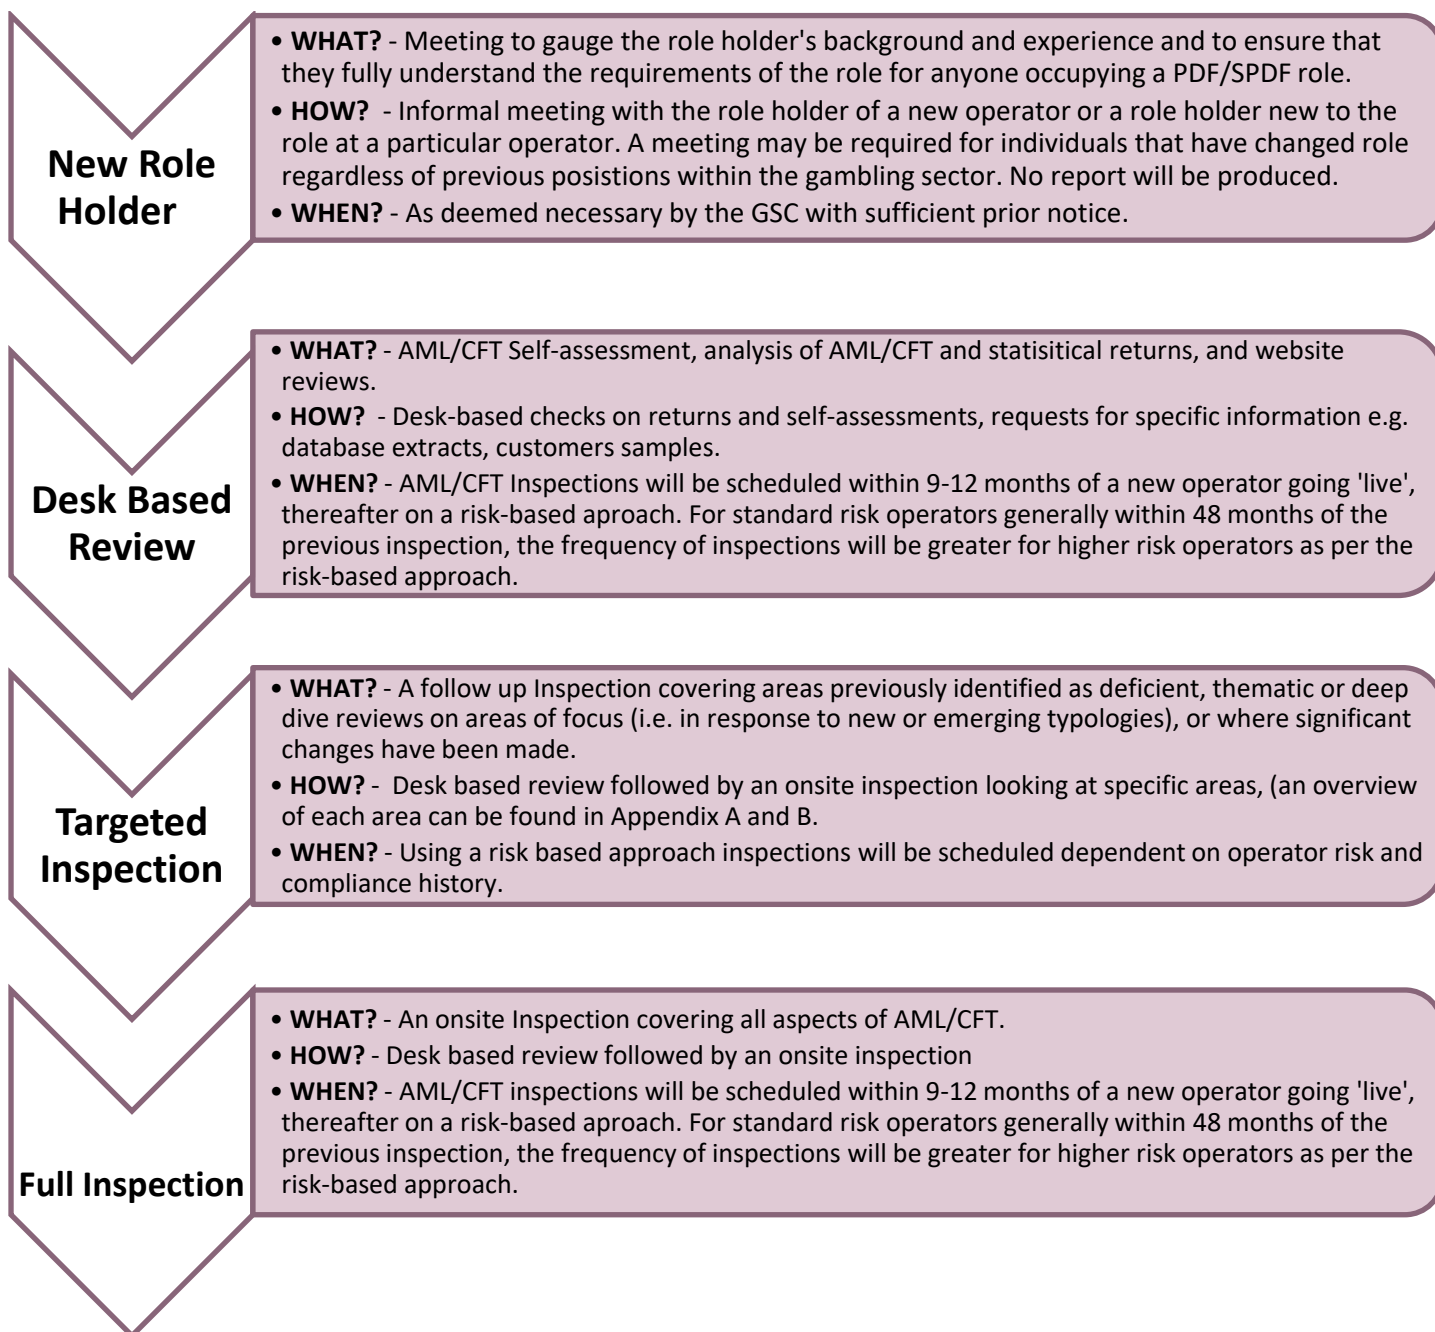 New Role
Holder
• WHAT? - Meeting to gauge the role holder's background and experience and to ensure that
they fully understand the requirements of the role for anyone occupying a PDF/SPDF role.
• HOW? - Informal meeting with the role holder of a new operator or a role holder new to the
role at a particular operator. A meeting may be required for individuals that have changed role
regardless of previous posistions within the gambling sector. No report will be produced.
• WHEN? - As deemed necessary by the GSC with sufficient prior notice.
Desk Based
Review
• WHAT? - AML/CFT Self-assessment, analysis of AML/CFT and statisitical returns, and website
reviews.
• HOW? - Desk-based checks on returns and self-assessments, requests for specific information e.g.
database extracts, customers samples.
• WHEN? - AML/CFT Inspections will be scheduled within 9-12 months of a new operator going 'live',
thereafter on a risk-based aproach. For standard risk operators generally within 48 months of the
previous inspection, the frequency of inspections will be greater for higher risk operators as per the
risk-based approach.
Targeted
Inspection
• WHAT? - A follow up Inspection covering areas previously identified as deficient, thematic or deep
dive reviews on areas of focus (i.e. in response to new or emerging typologies), or where significant
changes have been made.
• HOW? - Desk based review followed by an onsite inspection looking at specific areas, (an overview
of each area can be found in Appendix A and B.
• WHEN? - Using a risk based approach inspections will be scheduled dependent on operator risk and
compliance history.
Full Inspection
• WHAT? - An onsite Inspection covering all aspects of AML/CFT.
• HOW? - Desk based review followed by an onsite inspection
• WHEN? - AML/CFT inspections will be scheduled within 9-12 months of a new operator going 'live',
thereafter on a risk-based aproach. For standard risk operators generally within 48 months of the
previous inspection, the frequency of inspections will be greater for higher risk operators as per the
risk-based approach.